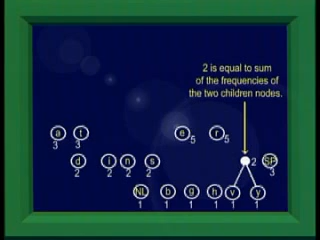 2 is equal to sum
of the frequencies of
the two children nodes.
a t e r
3 3 5 5
d i n s 2 SP
2 2 2 2 3
NL b g h v y
1 1 1 1 1 1